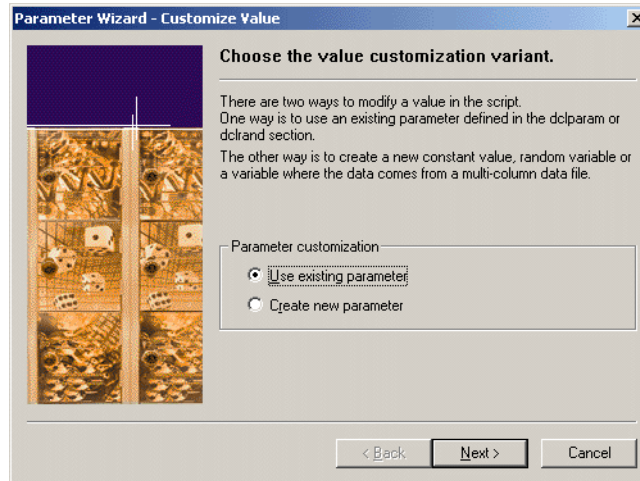 Parameter Wizard - Customize Value
Choose the value customization variant.
There are two ways to modify a value in the script.
One way is to use an existing parameter defined in the dclparam or
dclrand section.
The other way is to create a new constant value, random variable or
a variable where the data comes from a multi-column data file.
Parameter customization
Use existing parameter
Create new parameter
< Back
Next >
Cancel